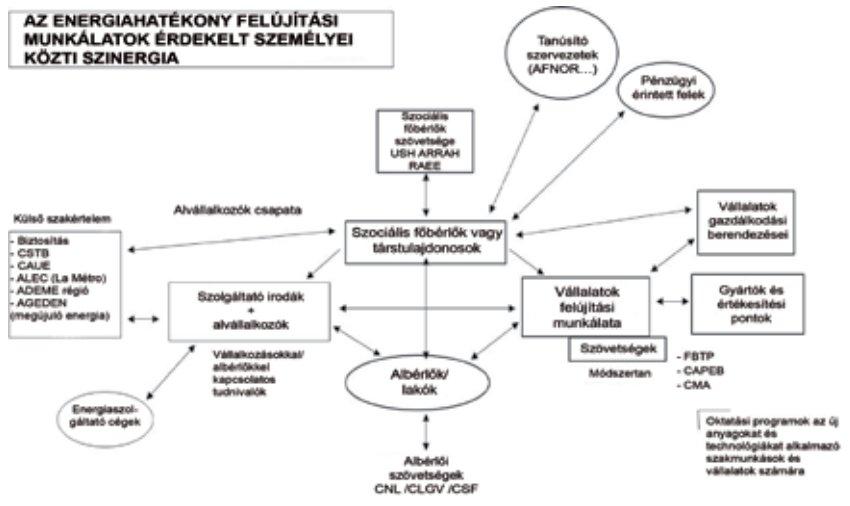 AZ ENERGIAHATÉKONY FELÚJÍTÁSI
MUNKÁLATOK ÉRDEKELT SZEMÉLYEI
KÖZTI SZINERGIA
Tanúsító
szervezetek
(AFNOR...)
Pénzügyi
érintett felek
Szociális
főbérlők
szövetsége
USH ARRAH
RAEE
Alvállalkozók csapata
Külső szakértelem
- Biztosítás
- CSTB
- CAUE
- ALEC (La Métro)
- ADEME régió
- AGEDEN
(megújuló energia)
Szociális főbérlők vagy
társtulajdonosok
Vállalatok
gazdálkodási
berendezései
Szolgáltató irodák
+
alvállalkozók
Vállalatok
felújítási
munkálata
Gyártók és
értékesítési
pontok
Szövetségek
Módszertan
- FBTP
- CAPEB
- CMA
Vállalkozásokkal/
albérlőkkel
kapcsolatos
tudnivalók
Albérlők/
lakók
Energiaszol-
gáltató cégek
Oktatási programok az új
anyagokat és
technológiákat alkalmazó
szakmunkások és
vállalatok számára
Albérlői
szövetségek
CNL /CLGV /CSF